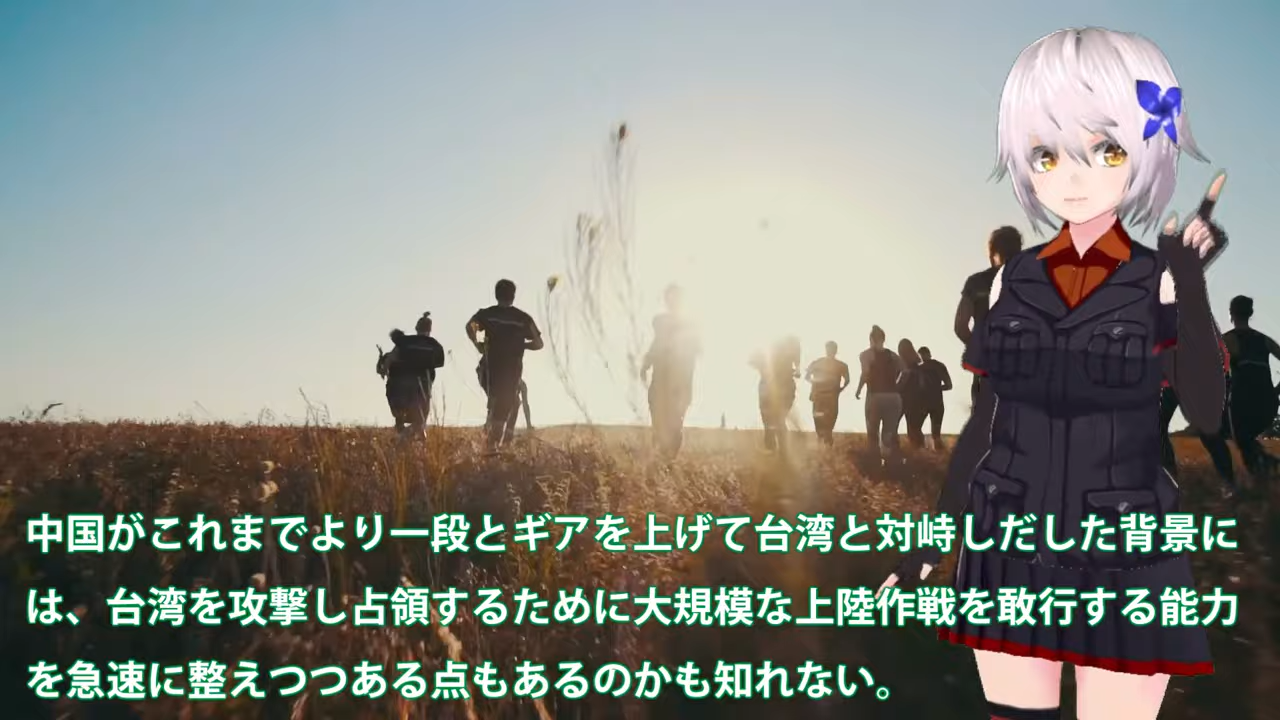 中国がこれまでより一段とギアを上げて台湾と対峙しだした背景に
は、台湾を攻撃し占領するために大規模な上陸作戦を敢行する能力
を急速に整えつつある点もあるのかも知れない。